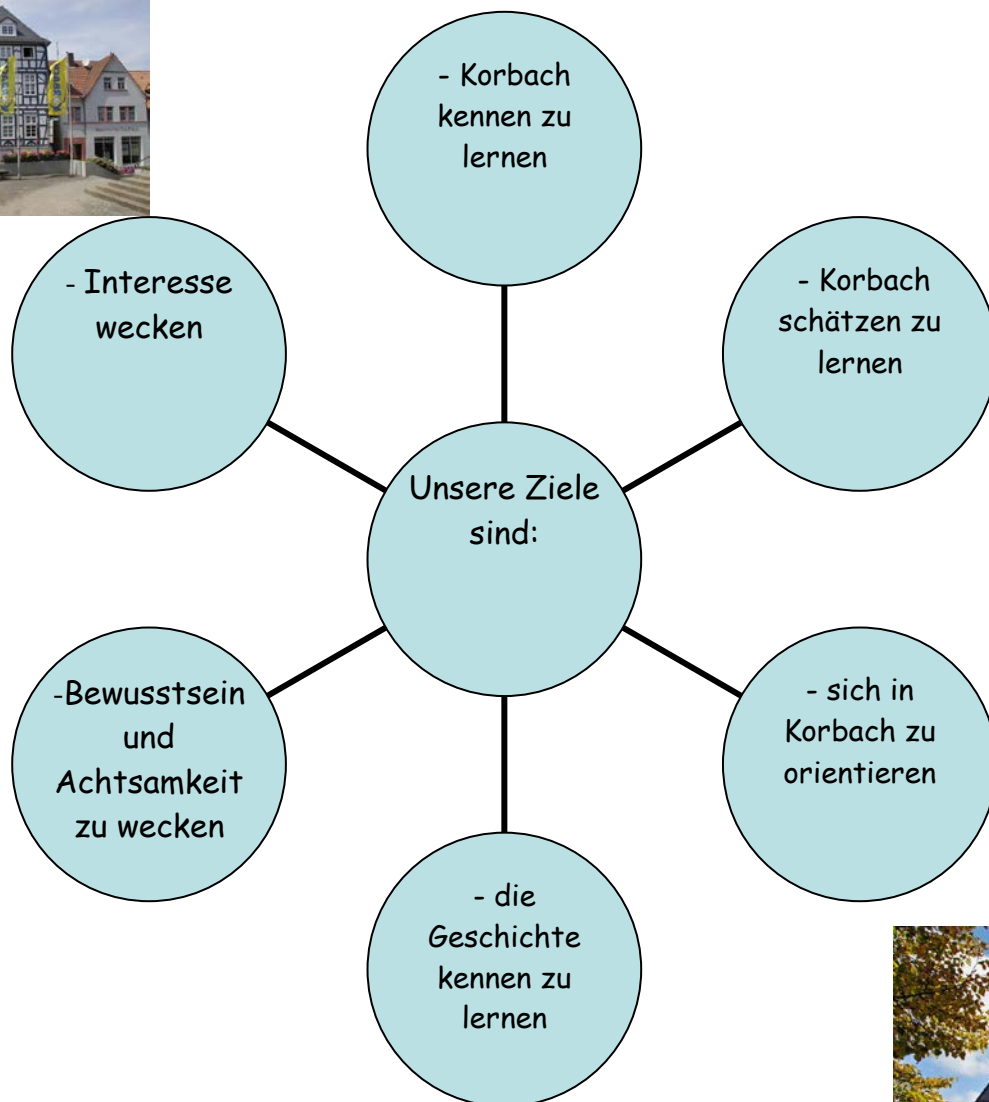 - Korbach
kennen zu
lernen
- Interesse
wecken
- Korbach
schätzen zu
lernen
Unsere Ziele
sind:
-Bewusstsein
und
Achtsamkeit
zu wecken
- sich in
Korbach zu
orientieren
- die
Geschichte
kennen zu
lernen